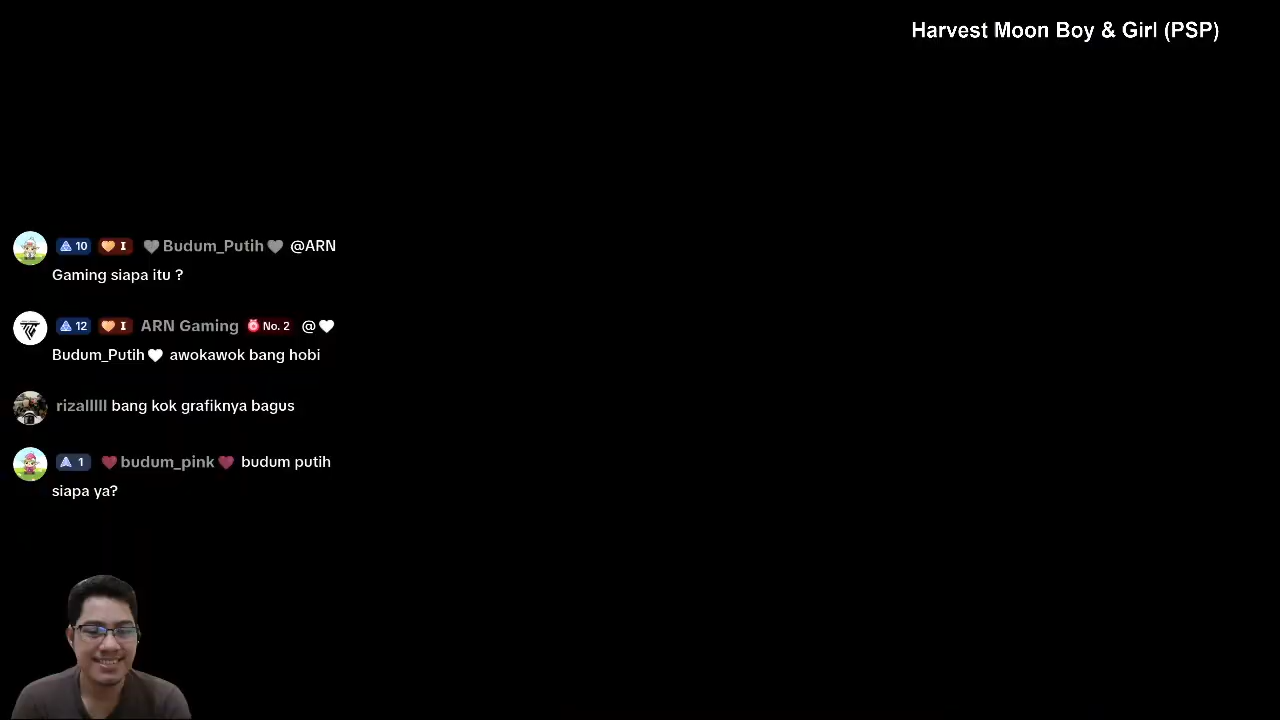 Harvest Moon Boy & Girl (PSP)
10 I 🩶Budum_Putih🩶 @ARN
Gaming siapa itu ?
12 I ARN Gaming No. 2 @🤍
Budum_Putih🤍 awokawok bang hobi
rizalllll bang kok grafiknya bagus
1 ❤budum_pink❤ budum putih
siapa ya?